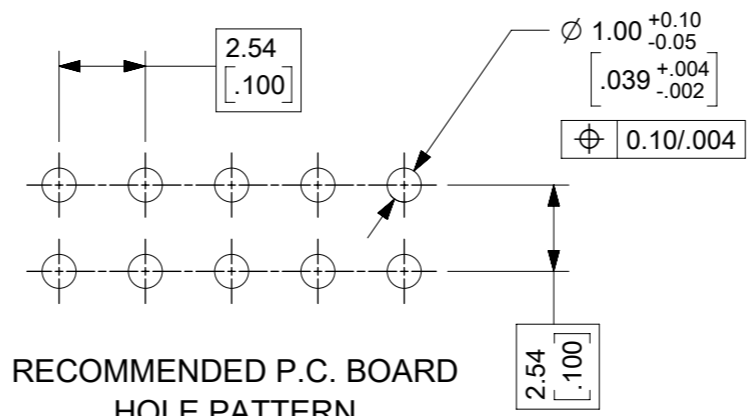 2.54
[.100]
Ø 1.00 +0.10
-0.05
[.039 +.004
-.002]
⌖ 0.10/.004
2.54
[.100]
RECOMMENDED P.C. BOARD
HOLE PATTERN